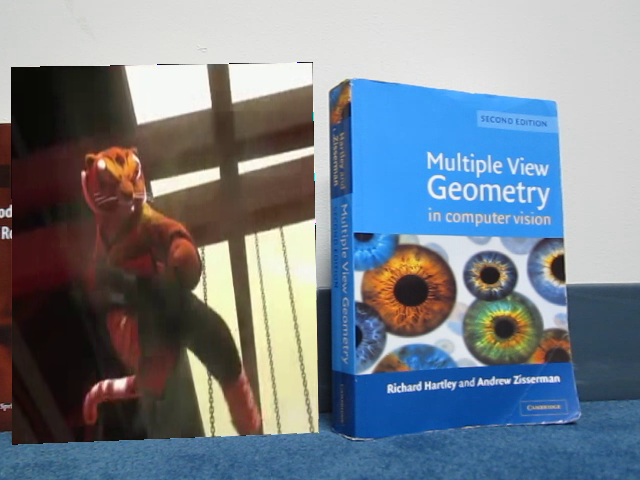 SECOND EDITION
Multiple View
Geometry
in computer vision
Richard Hartley and Andrew Zisserman
CAMBRIDGE
Hartley and
Zisserman
Multiple View Geometry